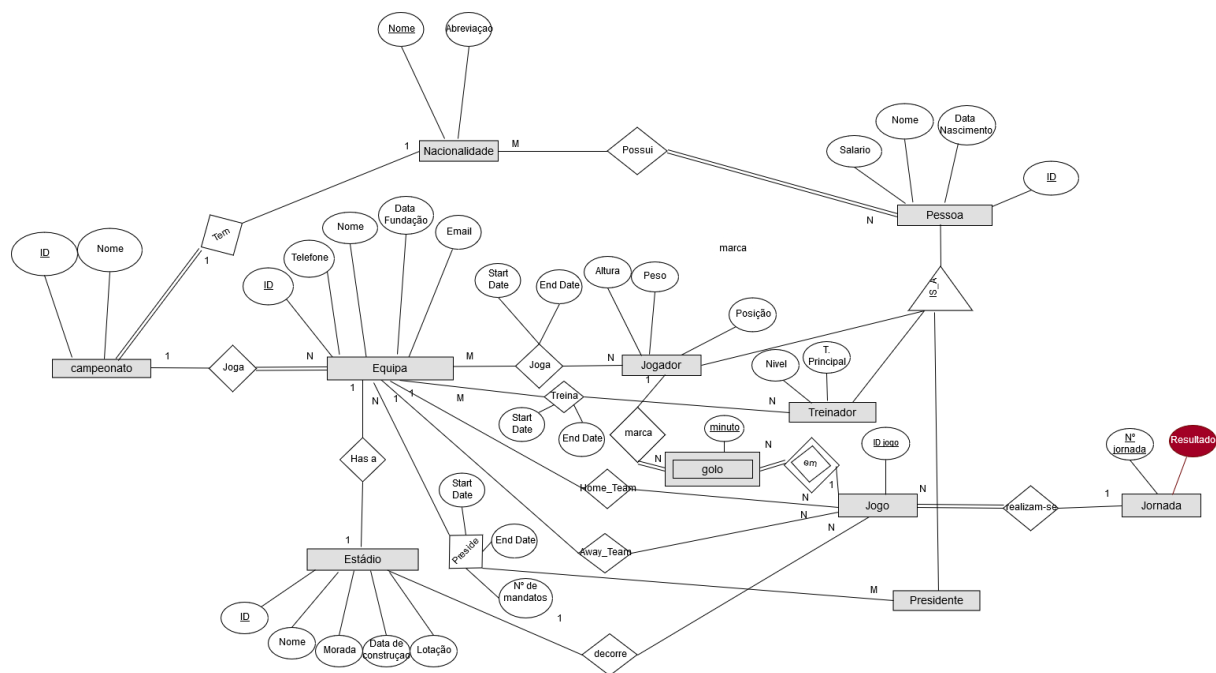 Nome
Abreviaçao
Nome
Data
Nascimento
Salario
ID
1
Nacionalidade
M
Possui
N
Pessoa
Tem
1
marca
IS_A
ID
Nome
Telefone
Nome
Data
Fundação
Email
ID
Start
Date
End Date
Altura
Peso
Posição
campeonato
1
Joga
N
Equipa
M
Joga
N
Jogador
1
Nivel
T.
Principal
1
N
1
1
M
Treina
N
Treinador
Start
Date
End Date
marca
minuto
ID jogo
Nº
jornada
Resultado
Has a
N
golo
N
em
1
Home_Team
N
Jogo
N
realizam-se
1
Jornada
Start
Date
End Date
Preside
Away_Team
N
N
1
Estádio
Nº de
mandatos
M
Presidente
ID
Nome
Morada
Data de
construçao
Lotação
1
decorre